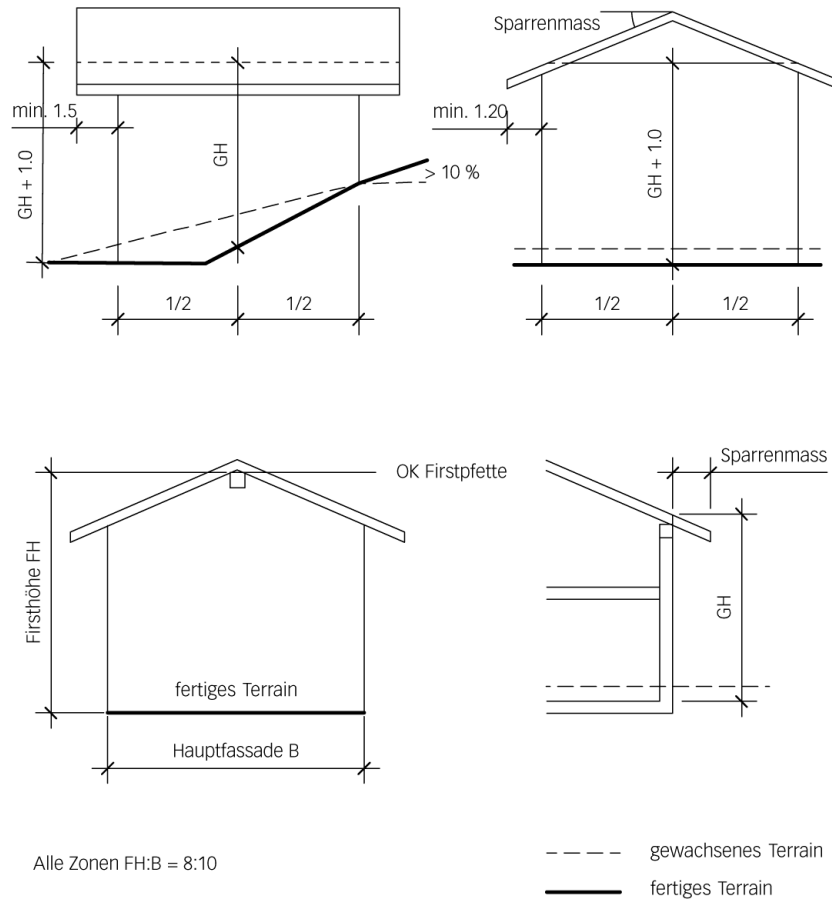 Sparrenmass
min. 1.5
GH + 1.0
GH
> 10 %
1/2
1/2
min. 1.20
GH + 1.0
1/2
1/2
OK Firstpfette
Firsthöhe FH
fertiges Terrain
Hauptfassade B
Sparrenmass
GH
Alle Zonen FH:B = 8:10
gewachsenes Terrain
fertiges Terrain